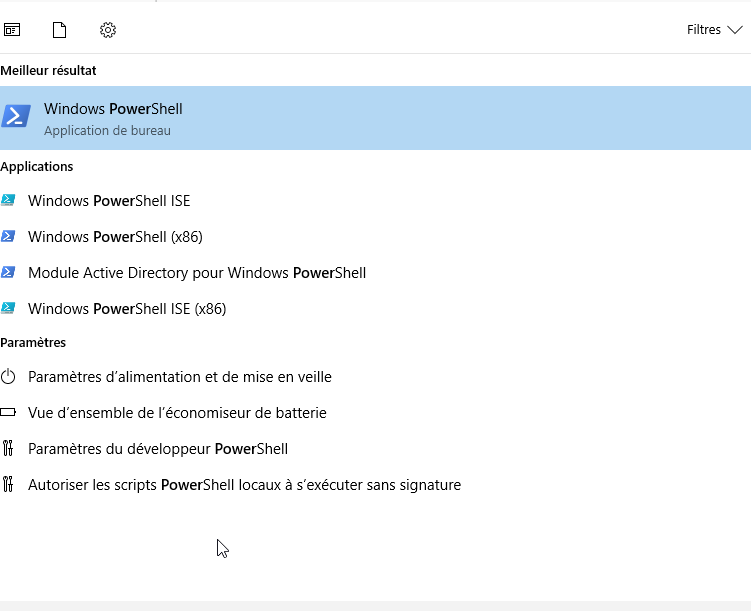 Filtres
Meilleur résultat
Windows PowerShell
Application de bureau
Applications
Windows PowerShell ISE
Windows PowerShell (x86)
Module Active Directory pour Windows PowerShell
Windows PowerShell ISE (x86)
Paramètres
Paramètres d’alimentation et de mise en veille
Vue d’ensemble de l’économiseur de batterie
Paramètres du développeur PowerShell
Autoriser les scripts PowerShell locaux à s’exécuter sans signature